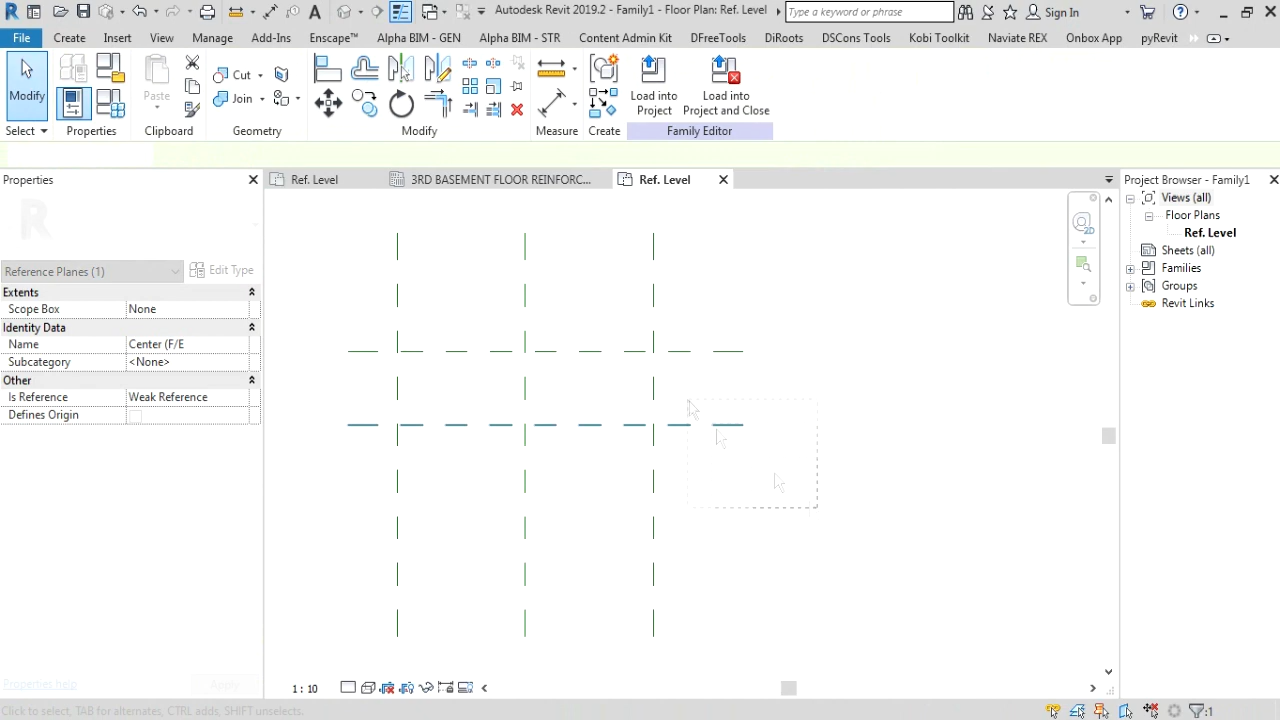 Autodesk Revit 2019.2 - Family1 - Floor Plan: Ref. Level
Type a keyword or phrase
Sign In
File Create Insert View Manage Add-Ins Enscape™ Alpha BIM - GEN Alpha BIM - STR Content Admin Kit DFreeTools DiRoots DSCons Tools Kobi Toolkit Naviate REX Onbox App pyRevit
Modify Paste Cut Join Load into Project Load into Project and Close
Select Properties Clipboard Geometry Modify Measure Create Family Editor
Properties
Ref. Level 3RD BASEMENT FLOOR REINFORC... Ref. Level
Project Browser - Family1
Views (all)
Floor Plans
Ref. Level
Sheets (all)
Families
Groups
Revit Links
Reference Planes (1) Edit Type
Extents
Scope Box None
Identity Data
Name Center (F/E
Subcategory <None>
Other
Is Reference Weak Reference
Defines Origin
Properties help Apply
1 : 10
Click to select, TAB for alternates, CTRL adds, SHIFT unselects.
:1